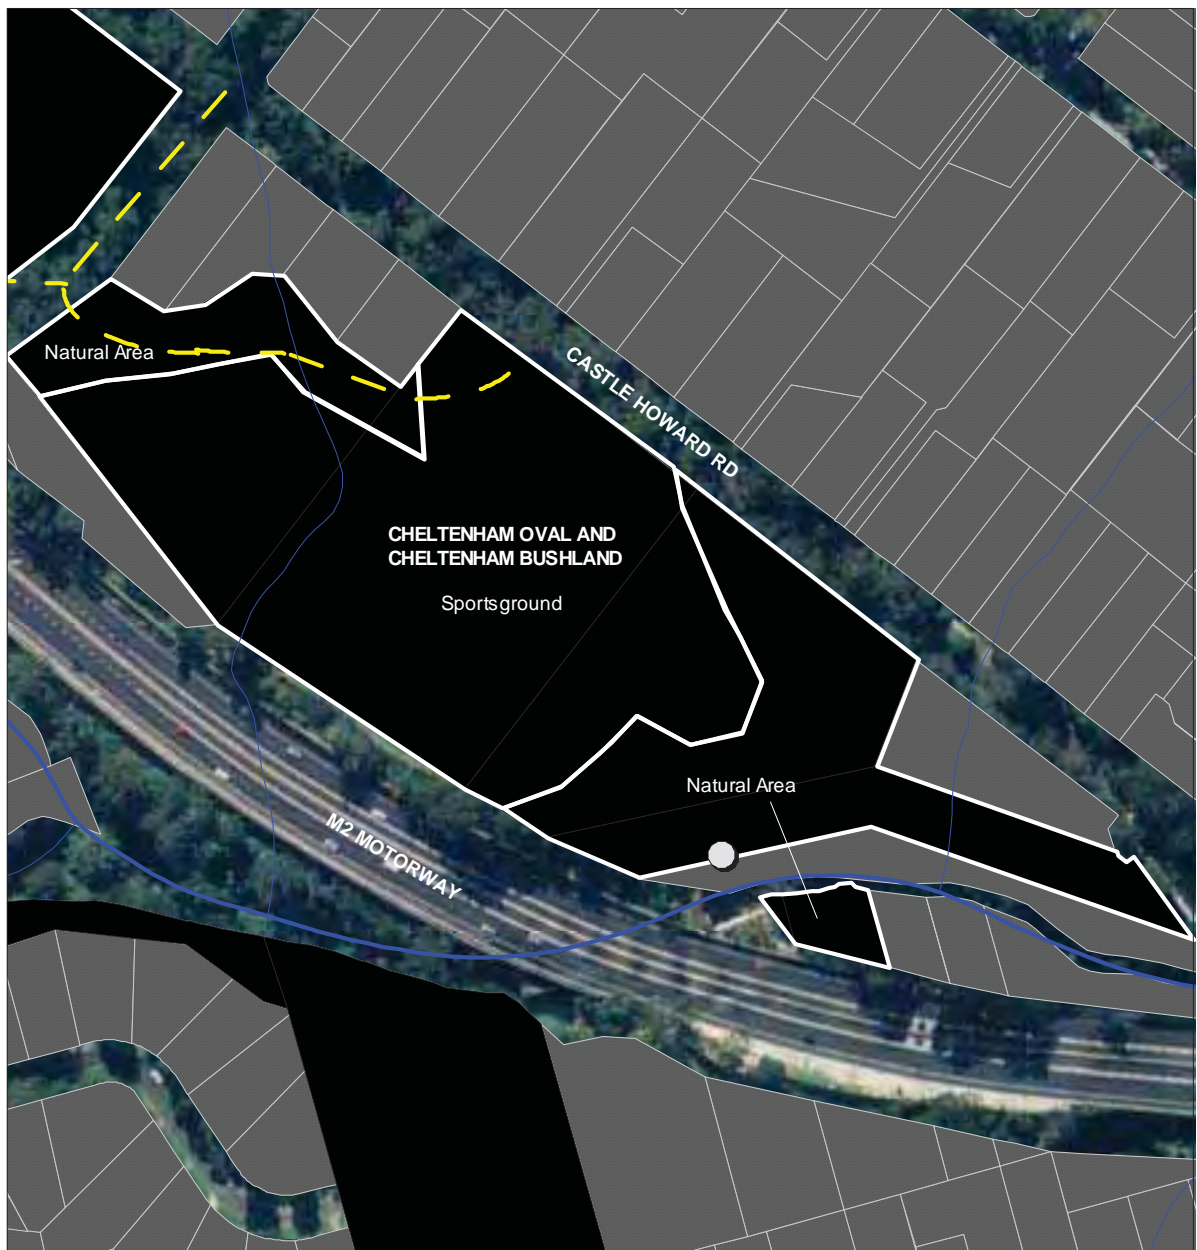 Natural Area
CASTLE HOWARD RD
CHELTENHAM OVAL AND
CHELTENHAM BUSHLAND
Sportsground
Natural Area
M2 MOTORWAY